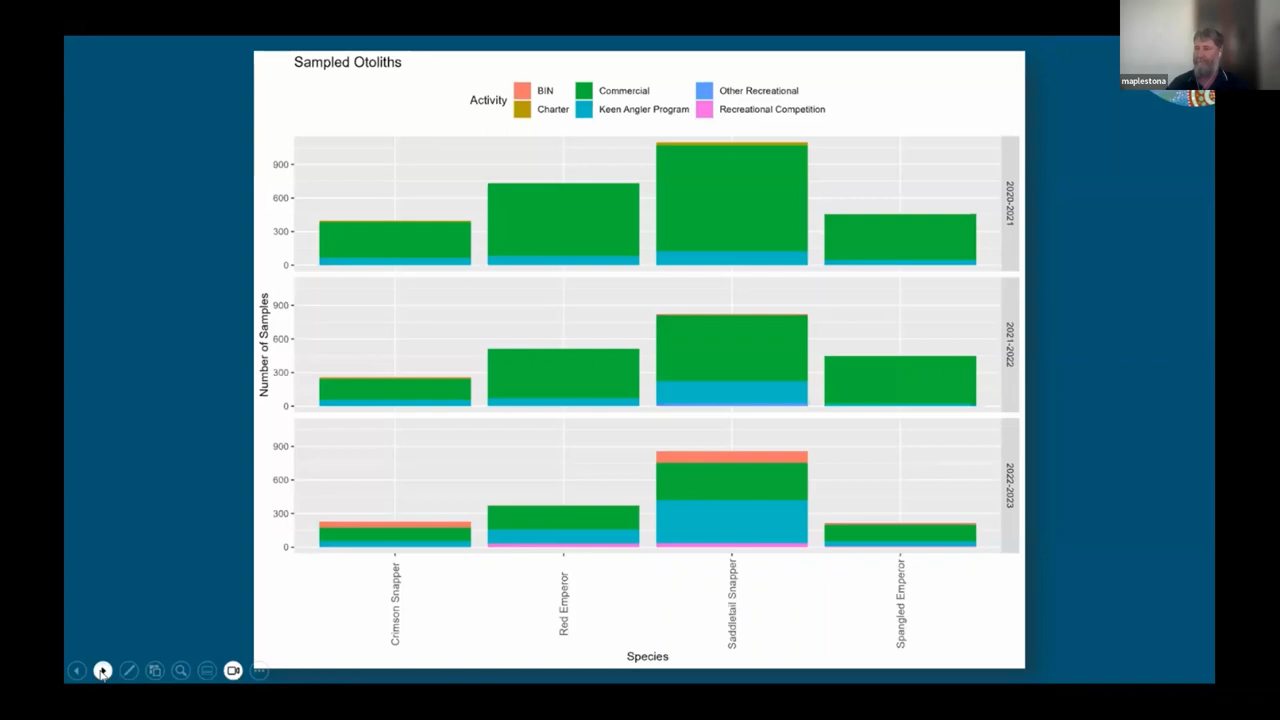 maplestona
Sampled Otoliths
Activity
BIN
Commercial
Other Recreational
Charter
Keen Angler Program
Recreational Competition
Number of Samples
900
600
300
0
2020-2021
900
600
300
0
2021-2022
900
600
300
0
2022-2023
Crimson Snapper
Red Emperor
Saddletail Snapper
Spangled Emperor
Species